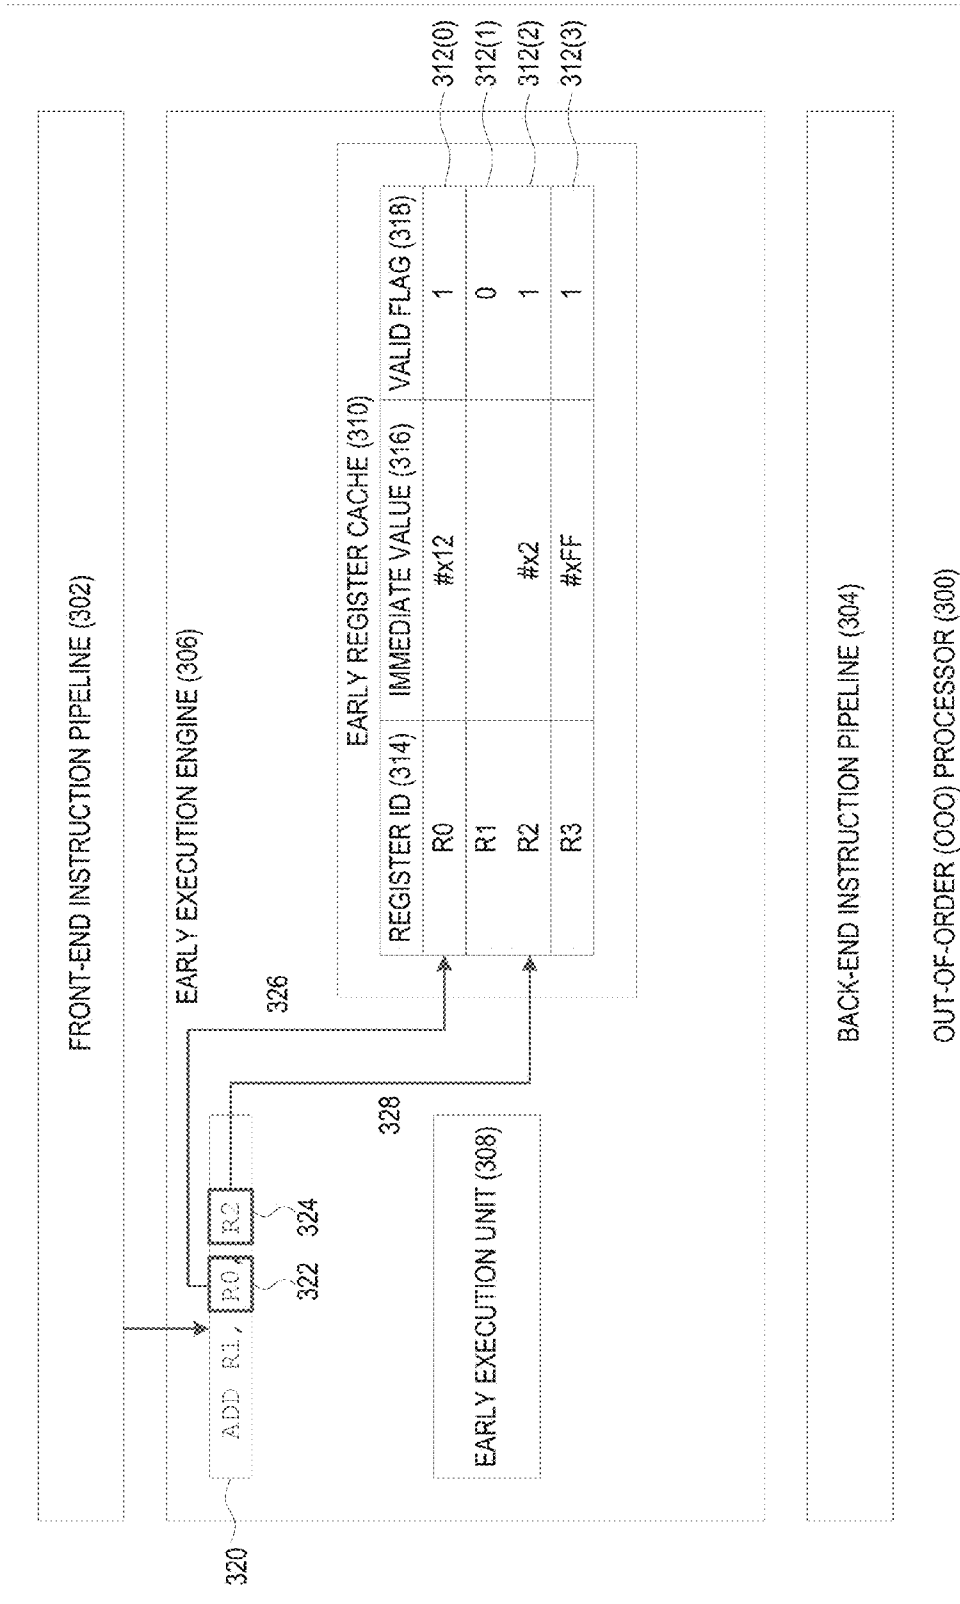 FRONT-END INSTRUCTION PIPELINE (302)
EARLY EXECUTION ENGINE (306)
320
ADD R1, R0, R2
322
324
326
328
EARLY EXECUTION UNIT (308)
EARLY REGISTER CACHE (310)
REGISTER ID (314) IMMEDIATE VALUE (316) VALID FLAG (318)
R0 #x12 1 312(0)
R1 0 312(1)
R2 #x2 1 312(2)
R3 #xFF 1 312(3)
BACK-END INSTRUCTION PIPELINE (304)
OUT-OF-ORDER (OOO) PROCESSOR (300)